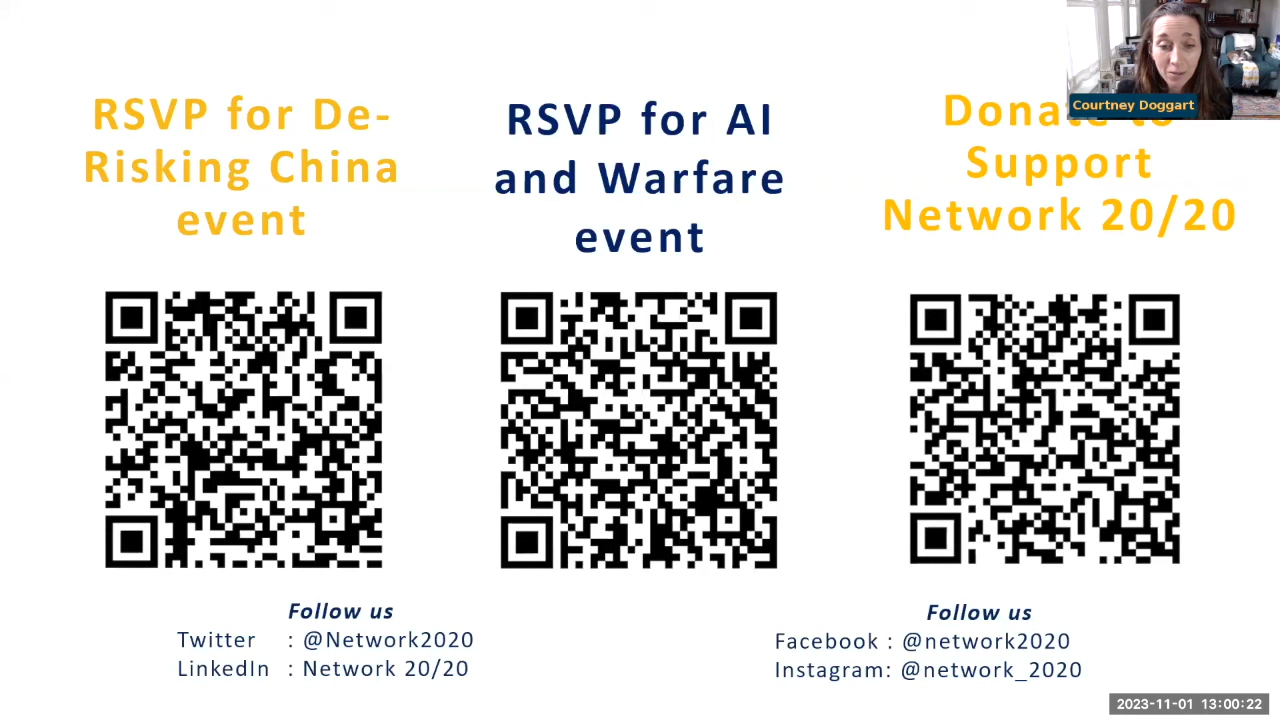 RSVP for De-
Risking China
event
RSVP for AI
and Warfare
event
Courtney Doggart
Donate to
Support
Network 20/20
Follow us
Twitter : @Network2020
LinkedIn : Network 20/20
Follow us
Facebook : @network2020
Instagram: @network_2020
2023-11-01 13:00:22